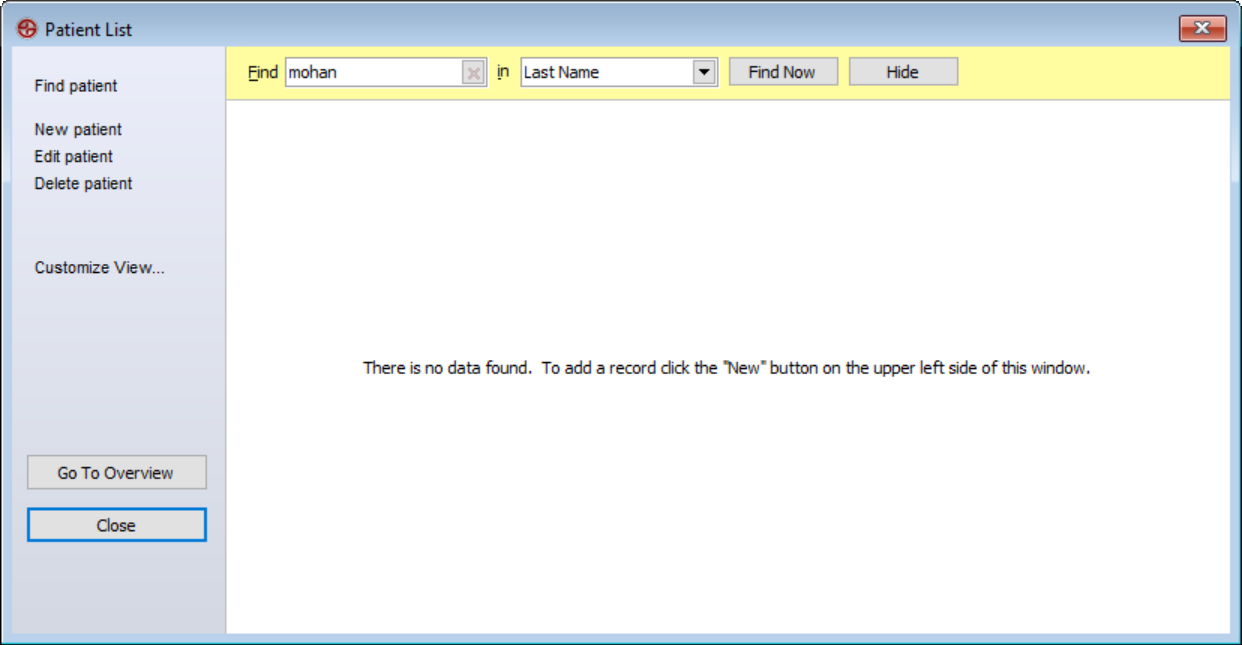 Patient List
Find patient
New patient
Edit patient
Delete patient
Customize View...
Go To Overview
Close
Find mohan in Last Name Find Now Hide
There is no data found. To add a record click the "New" button on the upper left side of this window.